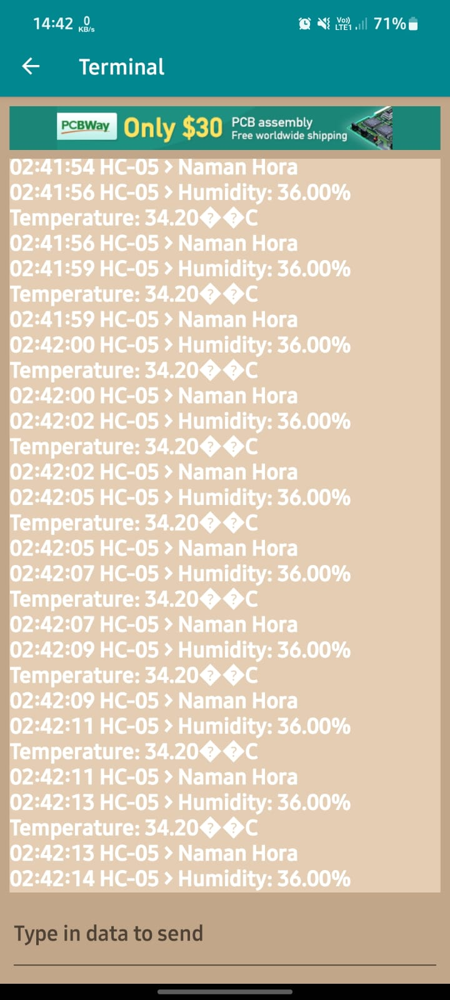 14:42 0 KB/s Vo)) LTE1 71%
Terminal
PCBWay Only $30 PCB assembly
Free worldwide shipping
02:41:54 HC-05 > Naman Hora
02:41:56 HC-05 > Humidity: 36.00%
Temperature: 34.20��C
02:41:56 HC-05 > Naman Hora
02:41:59 HC-05 > Humidity: 36.00%
Temperature: 34.20��C
02:41:59 HC-05 > Naman Hora
02:42:00 HC-05 > Humidity: 36.00%
Temperature: 34.20��C
02:42:00 HC-05 > Naman Hora
02:42:02 HC-05 > Humidity: 36.00%
Temperature: 34.20��C
02:42:02 HC-05 > Naman Hora
02:42:05 HC-05 > Humidity: 36.00%
Temperature: 34.20��C
02:42:05 HC-05 > Naman Hora
02:42:07 HC-05 > Humidity: 36.00%
Temperature: 34.20��C
02:42:07 HC-05 > Naman Hora
02:42:09 HC-05 > Humidity: 36.00%
Temperature: 34.20��C
02:42:09 HC-05 > Naman Hora
02:42:11 HC-05 > Humidity: 36.00%
Temperature: 34.20��C
02:42:11 HC-05 > Naman Hora
02:42:13 HC-05 > Humidity: 36.00%
Temperature: 34.20��C
02:42:13 HC-05 > Naman Hora
02:42:14 HC-05 > Humidity: 36.00%
Type in data to send